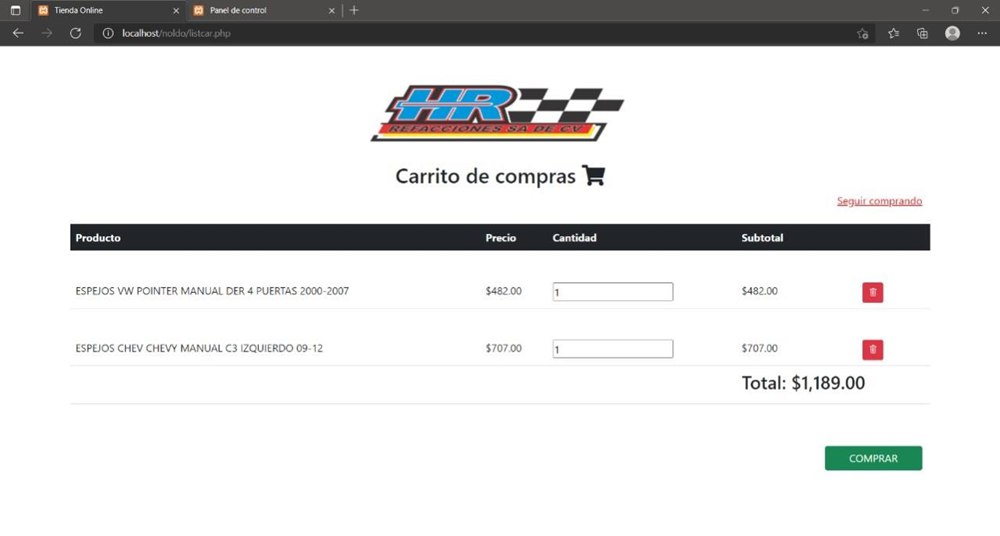 Tienda Online
Panel de control
localhost/noldo/listcar.php
HR
REFACCIONES SA DE C.V.
Carrito de compras
Seguir comprando
Producto Precio Cantidad Subtotal
ESPEJOS VW POINTER MANUAL DER 4 PUERTAS 2000-2007 $482.00 1 $482.00
ESPEJOS CHEV CHEVY MANUAL C3 IZQUIERDO 09-12 $707.00 1 $707.00
Total: $1,189.00
COMPRAR